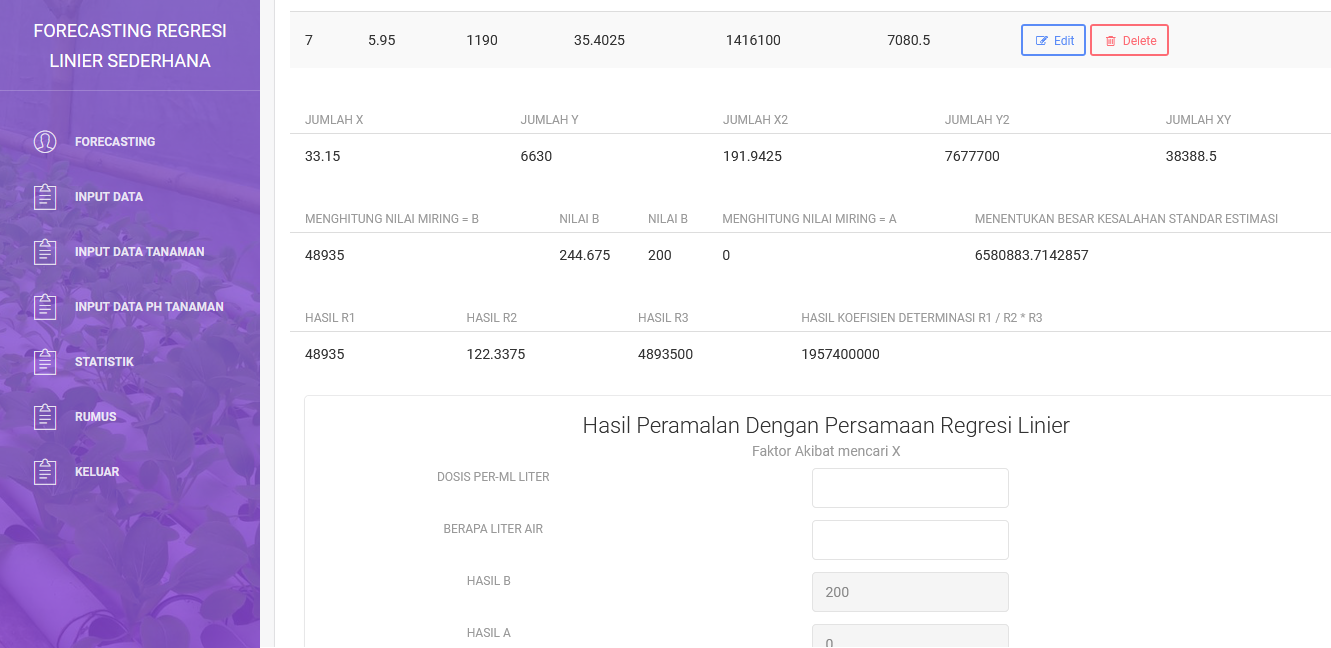 FORECASTING REGRESI
LINIER SEDERHANA
FORECASTING
INPUT DATA
INPUT DATA TANAMAN
INPUT DATA PH TANAMAN
STATISTIK
RUMUS
KELUAR
7 5.95 1190 35.4025 1416100 7080.5 Edit Delete
JUMLAH X JUMLAH Y JUMLAH X2 JUMLAH Y2 JUMLAH XY
33.15 6630 191.9425 7677700 38388.5
MENGHITUNG NILAI MIRING = B NILAI B NILAI B MENGHITUNG NILAI MIRING = A MENENTUKAN BESAR KESALAHAN STANDAR ESTIMASI
48935 244.675 200 0 6580883.7142857
HASIL R1 HASIL R2 HASIL R3 HASIL KOEFISIEN DETERMINASI R1 / R2 * R3
48935 122.3375 4893500 1957400000
Hasil Peramalan Dengan Persamaan Regresi Linier
Faktor Akibat mencari X
DOSIS PER-ML LITER
BERAPA LITER AIR
HASIL B 200
HASIL A 0